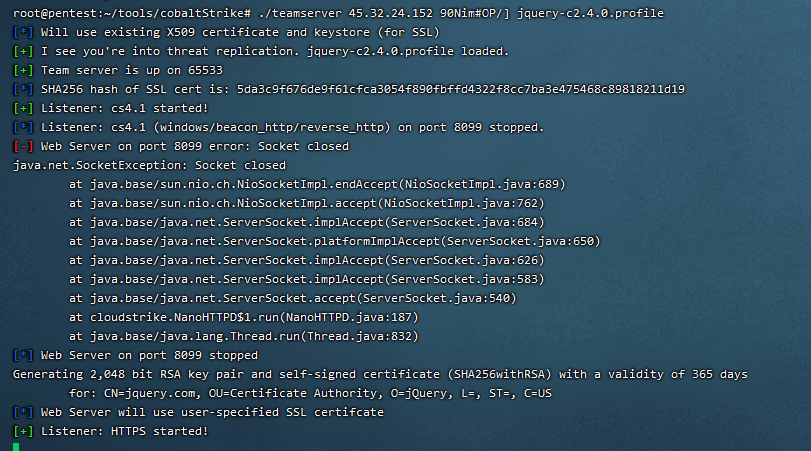 root@pentest:~/tools/cobaltStrike# ./teamserver 45.32.24.152 90Nim#OP/] jquery-c2.4.0.profile
[*] Will use existing X509 certificate and keystore (for SSL)
[+] I see you're into threat replication. jquery-c2.4.0.profile loaded.
[+] Team server is up on 65533
[*] SHA256 hash of SSL cert is: 5da3c9f676de9f61cfca3054f890fbffd4322f8cc7ba3e475468c89818211d19
[+] Listener: cs4.1 started!
[*] Listener: cs4.1 (windows/beacon_http/reverse_http) on port 8099 stopped.
[-] Web Server on port 8099 error: Socket closed
java.net.SocketException: Socket closed
at java.base/sun.nio.ch.NioSocketImpl.endAccept(NioSocketImpl.java:689)
at java.base/sun.nio.ch.NioSocketImpl.accept(NioSocketImpl.java:762)
at java.base/java.net.ServerSocket.implAccept(ServerSocket.java:684)
at java.base/java.net.ServerSocket.platformImplAccept(ServerSocket.java:650)
at java.base/java.net.ServerSocket.implAccept(ServerSocket.java:626)
at java.base/java.net.ServerSocket.implAccept(ServerSocket.java:583)
at java.base/java.net.ServerSocket.accept(ServerSocket.java:540)
at cloudstrike.NanoHTTPD$1.run(NanoHTTPD.java:187)
at java.base/java.lang.Thread.run(Thread.java:832)
[*] Web Server on port 8099 stopped
Generating 2,048 bit RSA key pair and self-signed certificate (SHA256withRSA) with a validity of 365 days
for: CN=jquery.com, OU=Certificate Authority, O=jQuery, L=, ST=, C=US
[*] Web Server will use user-specified SSL certifcate
[+] Listener: HTTPS started!